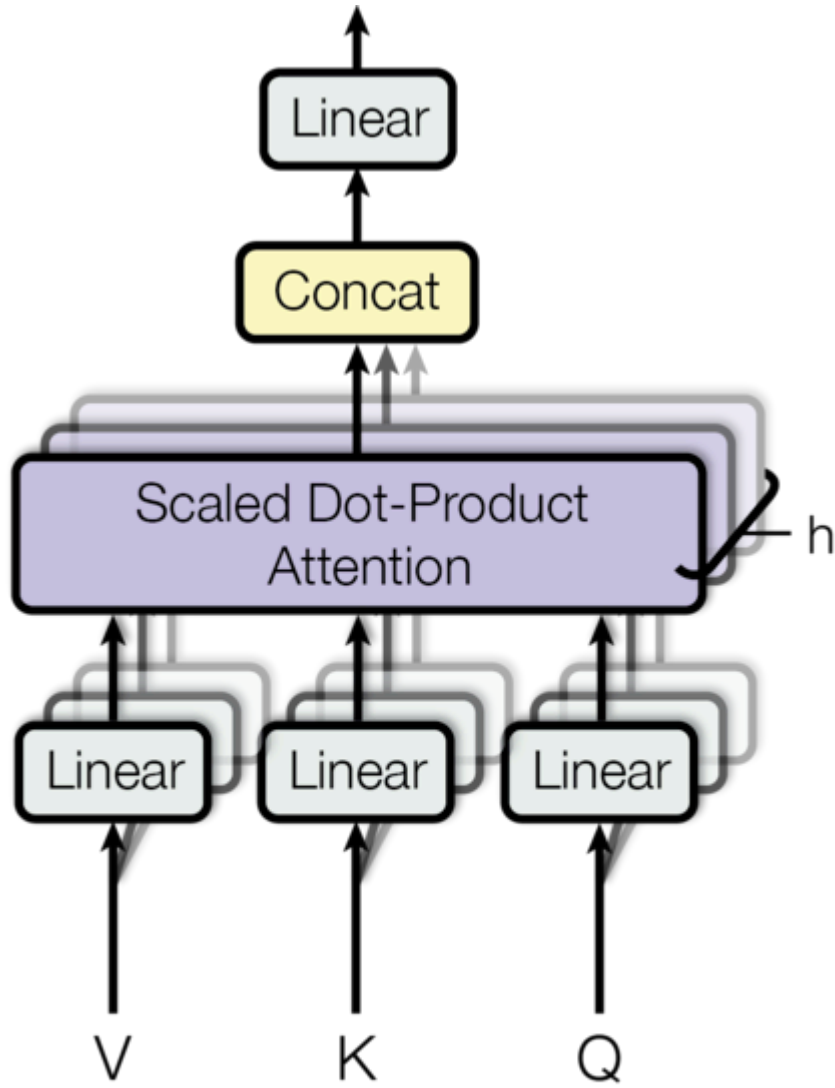 Linear
Concat
Scaled Dot-Product
Attention
h
Linear
Linear
Linear
V
K
Q